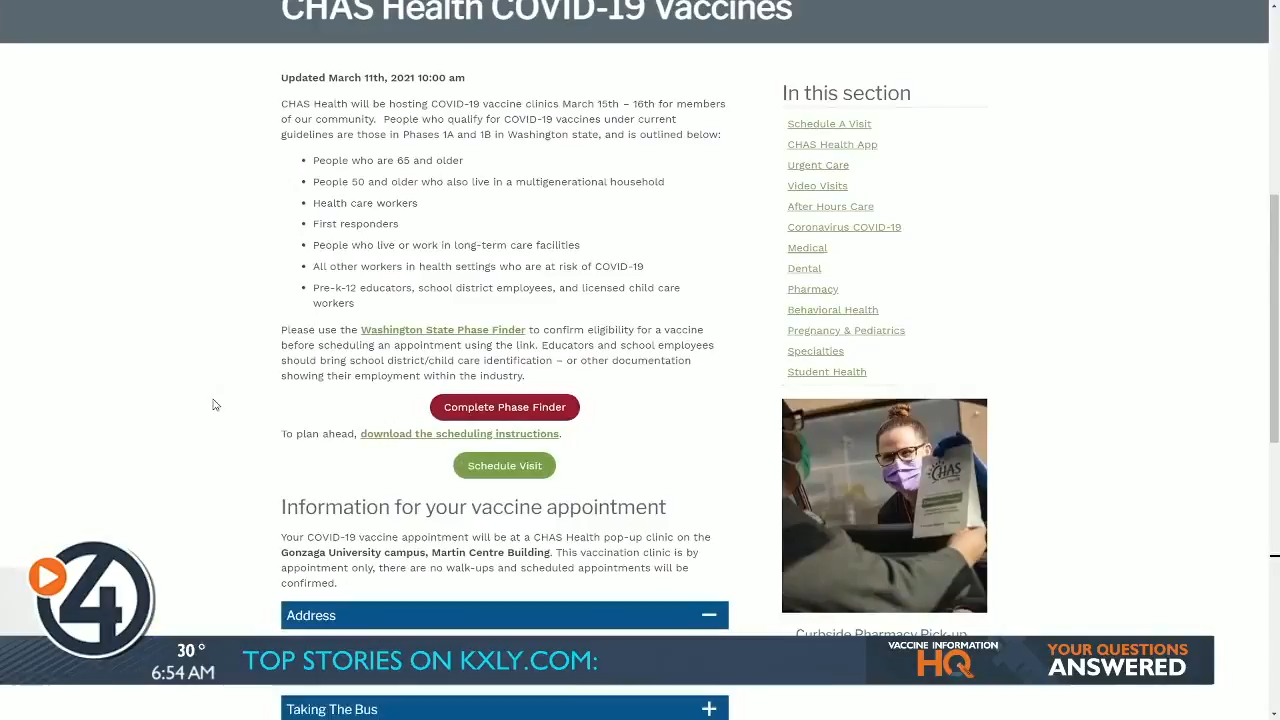 CHAS Health COVID-19 Vaccines
Updated March 11th, 2021 10:00 am
CHAS Health will be hosting COVID-19 vaccine clinics March 15th – 16th for members
of our community.  People who qualify for COVID-19 vaccines under current
guidelines are those in Phases 1A and 1B in Washington state, and is outlined below:
• People who are 65 and older
• People 50 and older who also live in a multigenerational household
• Health care workers
• First responders
• People who live or work in long-term care facilities
• All other workers in health settings who are at risk of COVID-19
• Pre-k-12 educators, school district employees, and licensed child care
workers
Please use the Washington State Phase Finder to confirm eligibility for a vaccine
before scheduling an appointment using the link. Educators and school employees
should bring school district/child care identification – or other documentation
showing their employment within the industry.
Complete Phase Finder
To plan ahead, download the scheduling instructions.
Schedule Visit
Information for your vaccine appointment
Your COVID-19 vaccine appointment will be at a CHAS Health pop-up clinic on the
Gonzaga University campus, Martin Centre Building. This vaccination clinic is by
appointment only, there are no walk-ups and scheduled appointments will be
confirmed.
Address
Taking The Bus
In this section
Schedule A Visit
CHAS Health App
Urgent Care
Video Visits
After Hours Care
Coronavirus COVID-19
Medical
Dental
Pharmacy
Behavioral Health
Pregnancy & Pediatrics
Specialties
Student Health
CHAS
Curbside Pharmacy Pick-up
4
30°
6:54 AM
TOP STORIES ON KXLY.COM:
VACCINE INFORMATION
HQ
YOUR QUESTIONS
ANSWERED